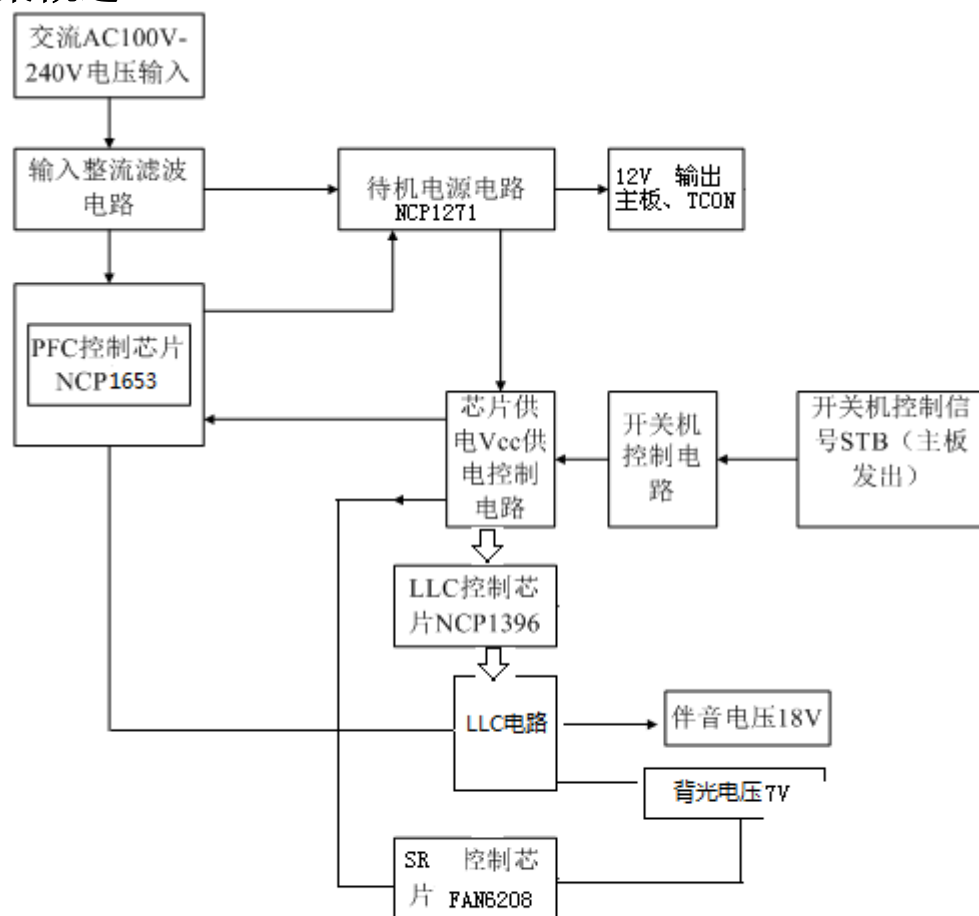 交流AC100V-
240V电压输入
输入整流滤波
电路
待机电源电路
NCP1271
12V 输出
主板、TCON
PFC控制芯片
NCP1653
芯片供
电Vcc供
电控制
电路
开关机
控制电
路
开关机控制信
号STB（主板
发出）
LLC控制芯
片NCP1396
LLC电路
伴音电压18V
背光电压7V
SR 控制芯
片 FAN6208